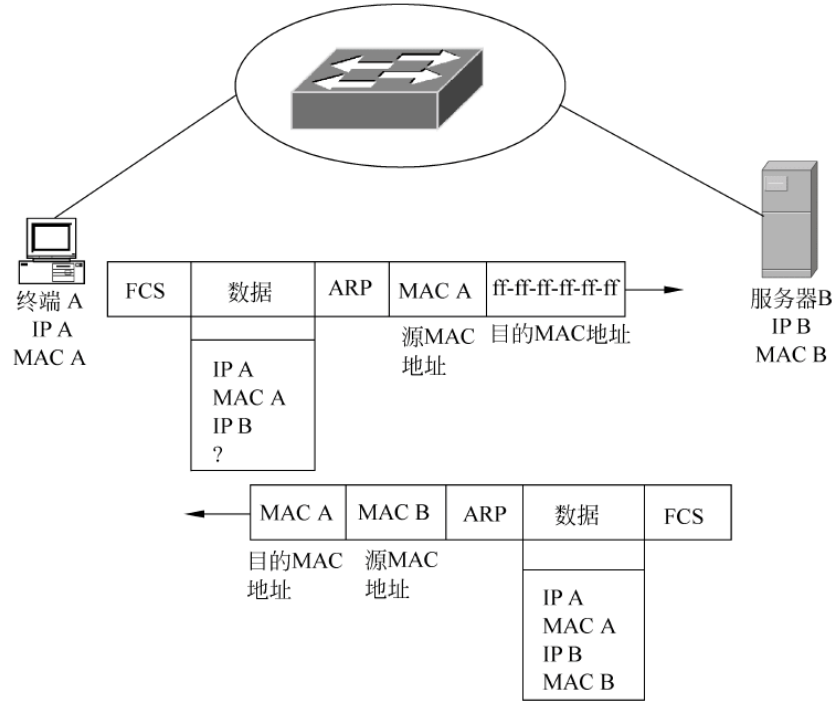 终端 A
IP A
MAC A
FCS
数据
ARP
MAC A
ff-ff-ff-ff-ff-ff
源MAC
地址
目的MAC地址
IP A
MAC A
IP B
?
服务器B
IP B
MAC B
MAC A
MAC B
ARP
数据
FCS
目的MAC
地址
源MAC
地址
IP A
MAC A
IP B
MAC B